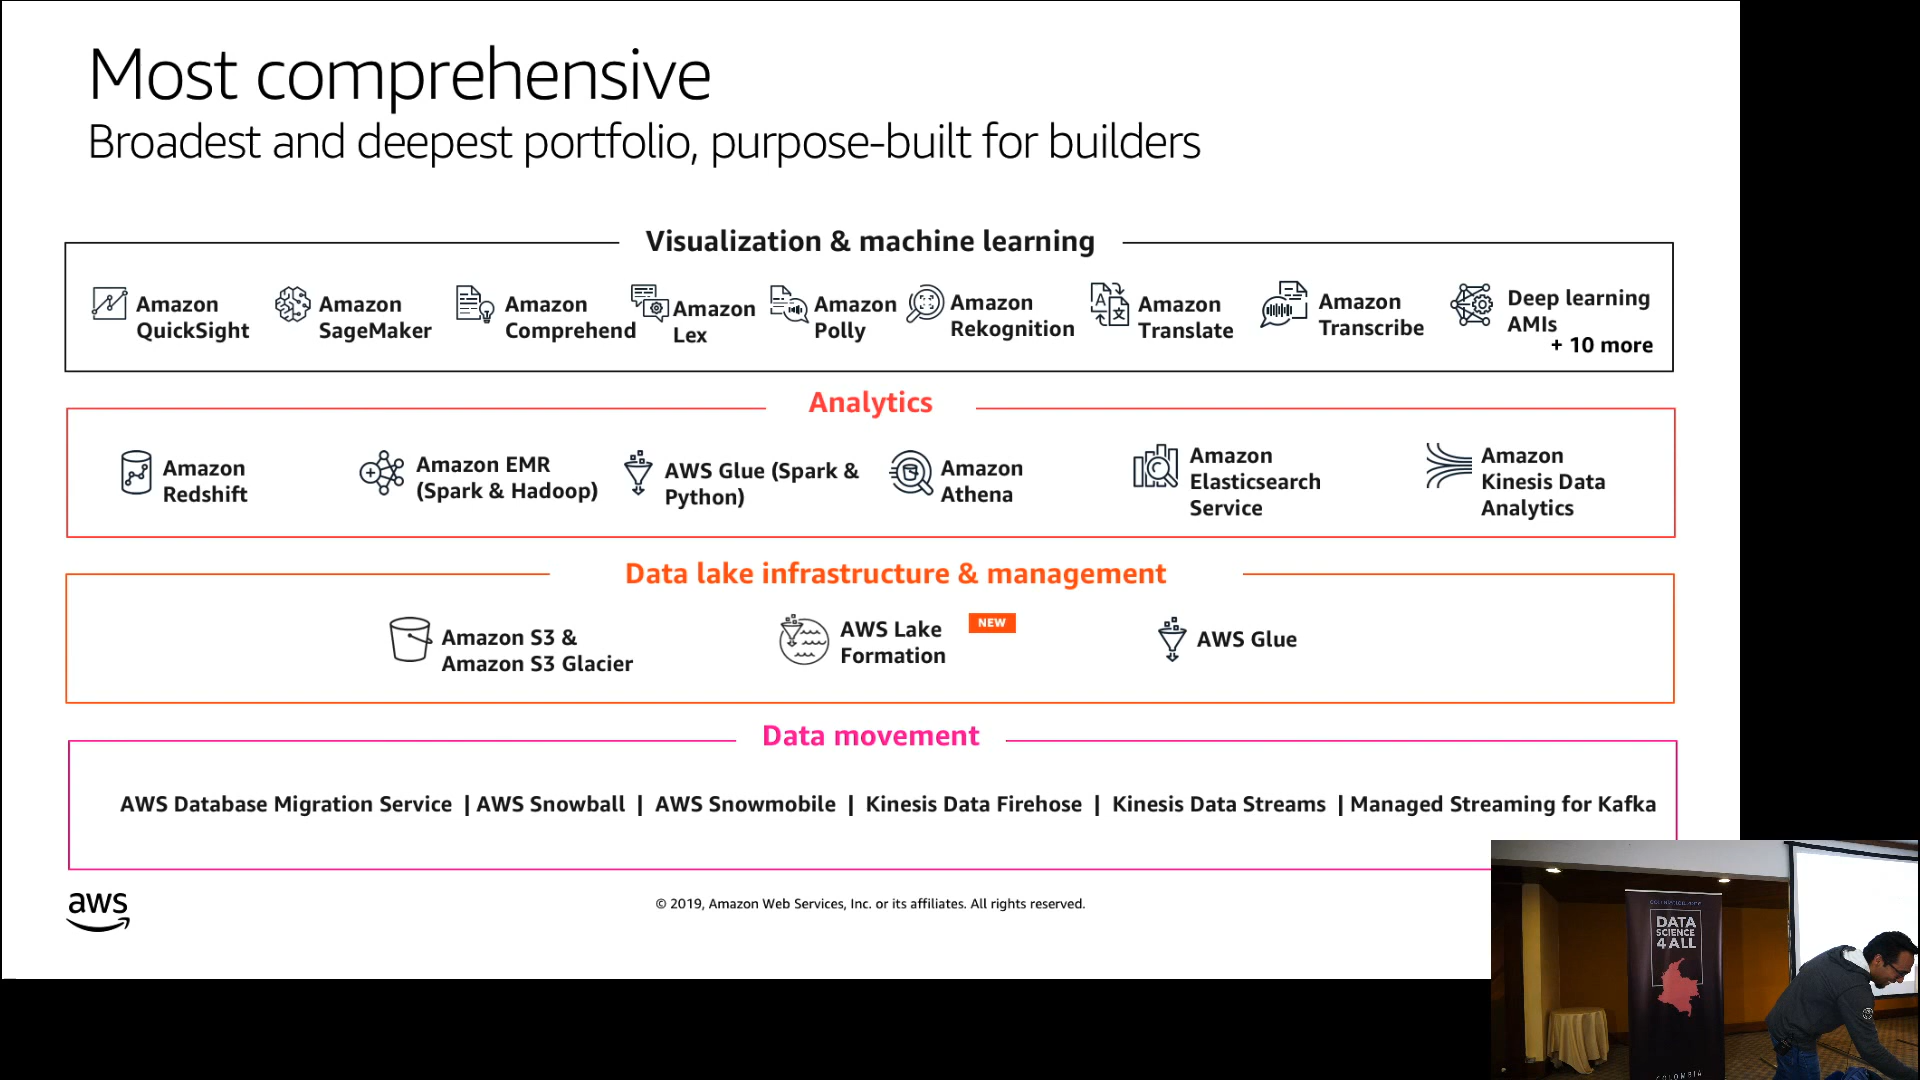 Most comprehensive
Broadest and deepest portfolio, purpose-built for builders
Visualization & machine learning
Amazon
QuickSight
Amazon
SageMaker
Amazon
Comprehend
Amazon
Lex
Amazon
Polly
Amazon
Rekognition
Amazon
Translate
Amazon
Transcribe
Deep learning
AMIs
+ 10 more
Analytics
Amazon
Redshift
Amazon EMR
(Spark & Hadoop)
AWS Glue (Spark &
Python)
Amazon
Athena
Amazon
Elasticsearch
Service
Amazon
Kinesis Data
Analytics
Data lake infrastructure & management
Amazon S3 &
Amazon S3 Glacier
AWS Lake
Formation
NEW
AWS Glue
Data movement
AWS Database Migration Service | AWS Snowball | AWS Snowmobile | Kinesis Data Firehose | Kinesis Data Streams | Managed Streaming for Kafka
aws
© 2019, Amazon Web Services, Inc. or its affiliates. All rights reserved.
DATA
SCIENCE
4 ALL
COLOMBIA